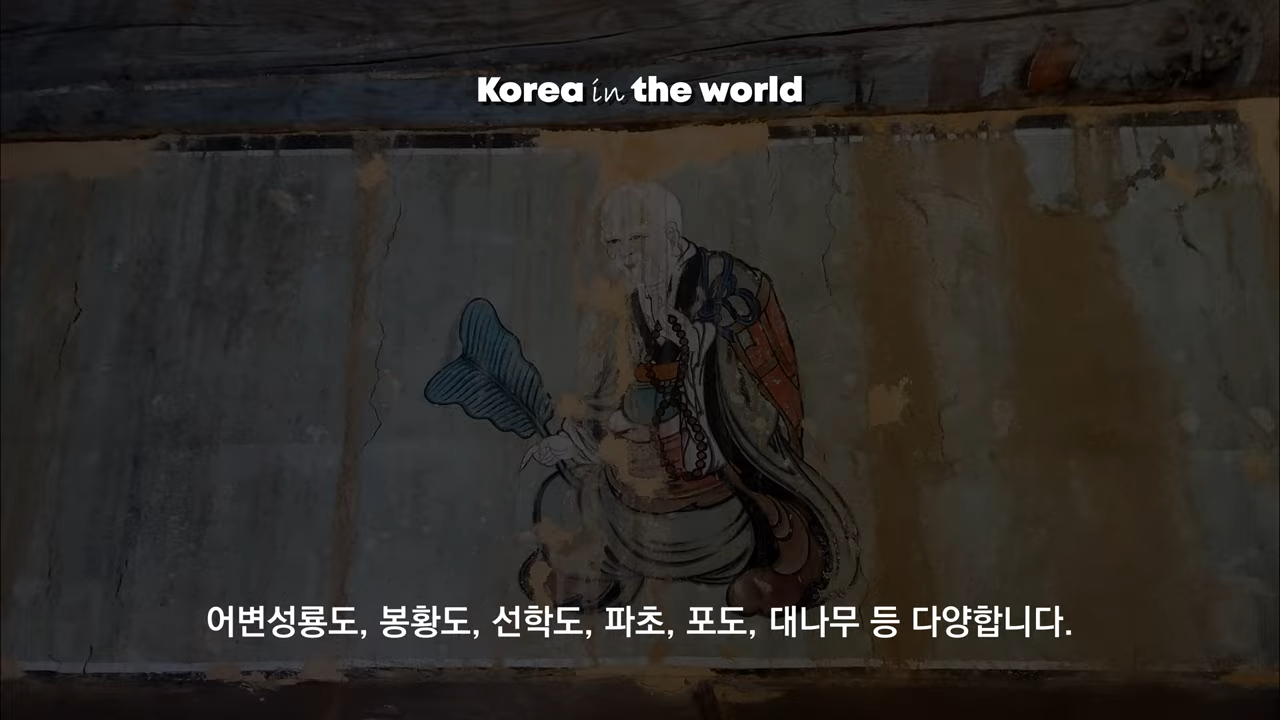 Korea in the world
어변성룡도, 봉황도, 선학도, 파초, 포도, 대나무 등 다양합니다.